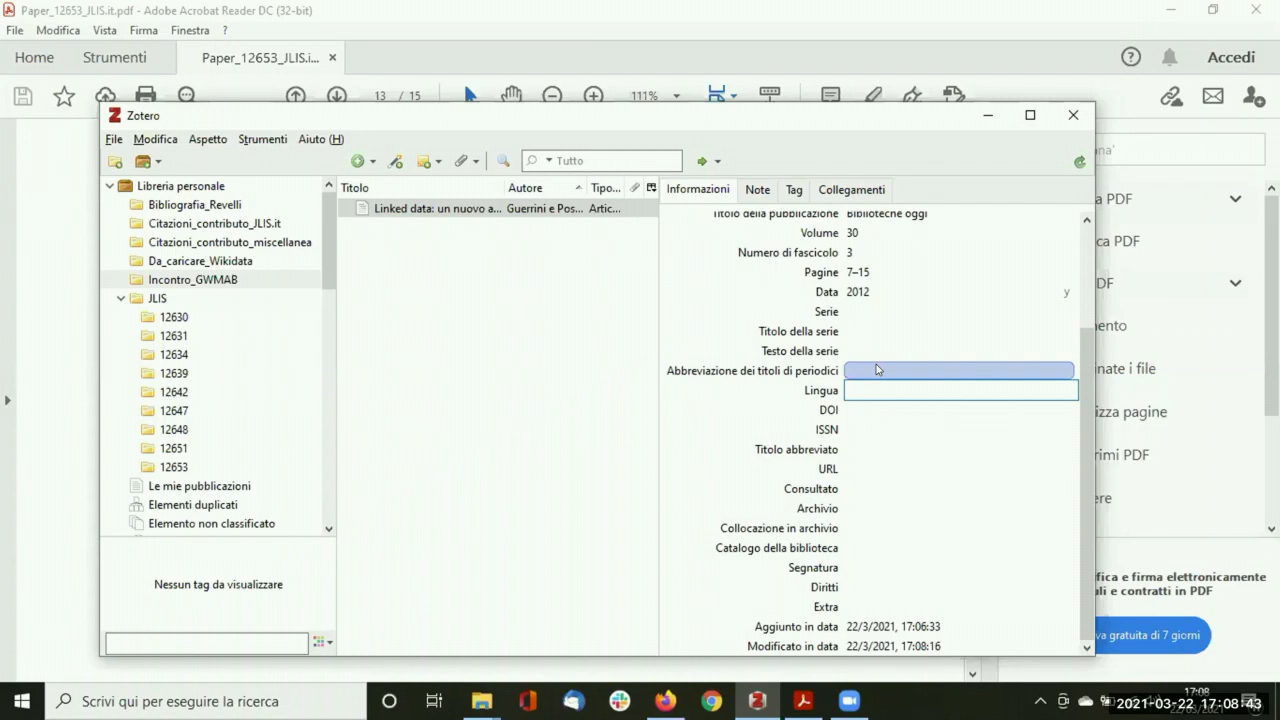 Paper_12653_JLIS.it.pdf - Adobe Acrobat Reader DC (32-bit)
File Modifica Vista Firma Finestra ?
Home Strumenti Paper_12653_JLIS.i... × Accedi
13 / 15 111%
Zotero
File Modifica Aspetto Strumenti Aiuto (H)
Tutto
Libreria personale
Bibliografia_Revelli
Citazioni_contributo_JLIS.it
Citazioni_contributo_miscellanea
Da_caricare_Wikidata
Incontro_GWMAB
JLIS
12630
12631
12634
12639
12642
12647
12648
12651
12653
Le mie pubblicazioni
Elementi duplicati
Elemento non classificato
Nessun tag da visualizzare
Titolo Autore Tipo...
Linked data: un nuovo a... Guerrini e Pos... Artic...
Informazioni Note Tag Collegamenti
Titolo della pubblicazione Biblioteche oggi
Volume 30
Numero di fascicolo 3
Pagine 7–15
Data 2012 y
Serie
Titolo della serie
Testo della serie
Abbreviazione dei titoli di periodici
Lingua
DOI
ISSN
Titolo abbreviato
URL
Consultato
Archivio
Collocazione in archivio
Catalogo della biblioteca
Segnatura
Diritti
Extra
Aggiunto in data 22/3/2021, 17:06:33
Modificato in data 22/3/2021, 17:08:16
na'
a PDF
ca PDF
DF
mento
inate i file
izza pagine
rimi PDF
ere
fica e firma elettronicamente
uli e contratti in PDF
va gratuita di 7 giorni
Scrivi qui per eseguire la ricerca
17:08
2021-03-22 17:08:43